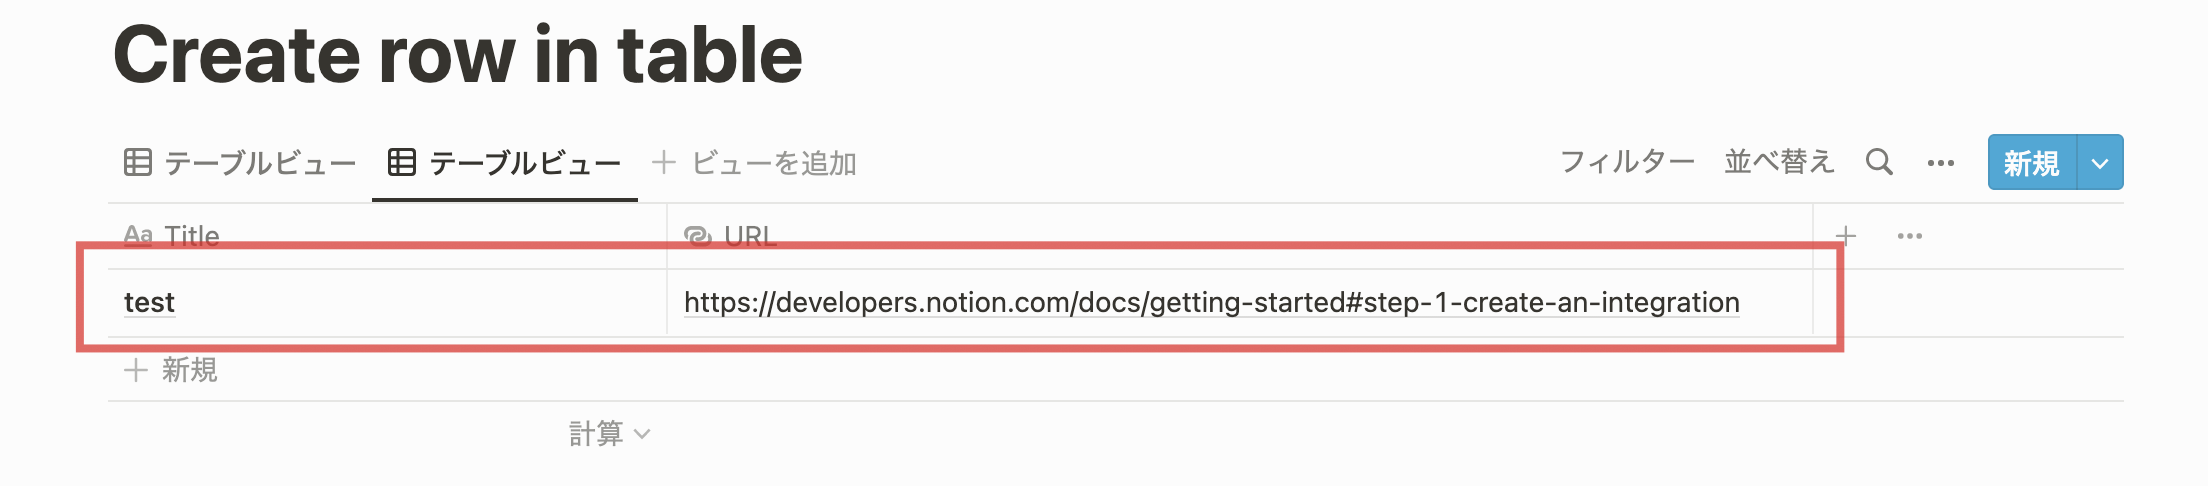 Create row in table
テーブルビュー テーブルビュー + ビューを追加 フィルター 並べ替え 新規
Aa Title URL +
test https://developers.notion.com/docs/getting-started#step-1-create-an-integration
+ 新規
計算